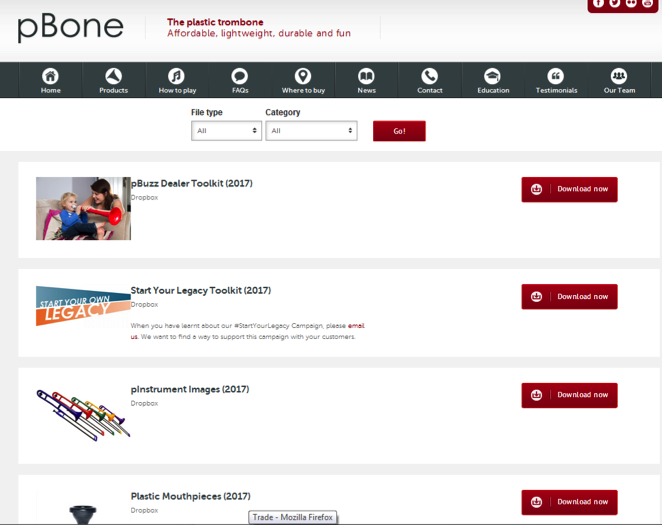 pBone
The plastic trombone
Affordable, lightweight, durable and fun
Home
Products
How to play
FAQs
Where to buy
News
Contact
Education
Testimonials
Our Team
File type
Category
All
All
Go!
pBuzz Dealer Toolkit (2017)
Dropbox
Download now
Start Your Legacy Toolkit (2017)
Dropbox
START YOUR OWN
LEGACY
When you have learnt about our #StartYourLegacy Campaign, please email
us. We want to find a way to support this campaign with your customers.
Download now
pInstrument Images (2017)
Dropbox
Download now
Plastic Mouthpieces (2017)
Dropbox
Download now
Trade - Mozilla Firefox